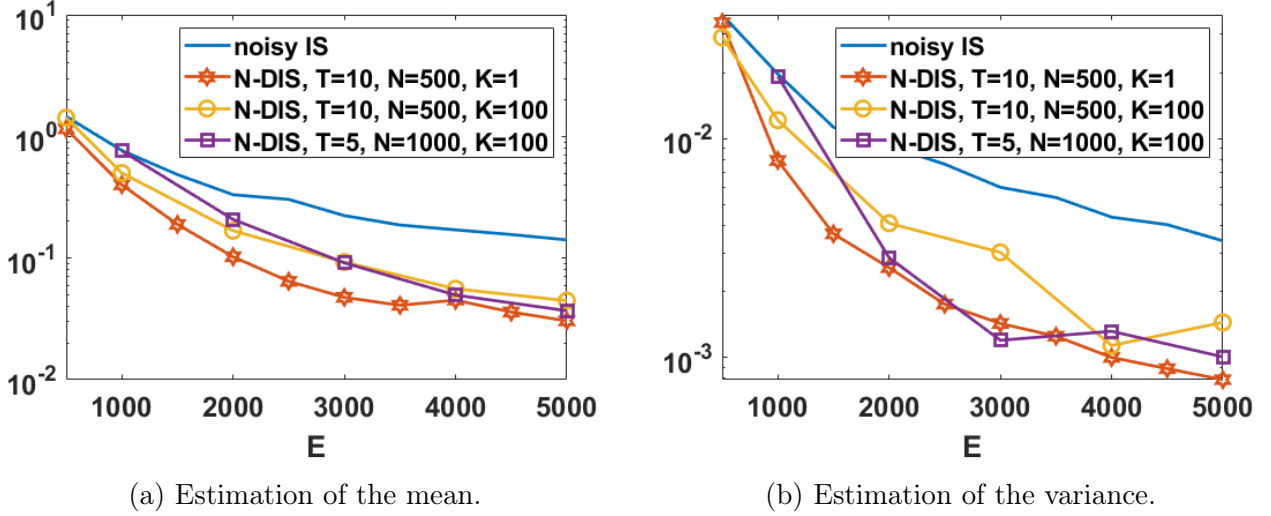 10^1
10^0
10^-1
10^-2
noisy IS
N-DIS, T=10, N=500, K=1
N-DIS, T=10, N=500, K=100
N-DIS, T=5, N=1000, K=100
1000 2000 3000 4000 5000
E
(a) Estimation of the mean.
10^-2
10^-3
noisy IS
N-DIS, T=10, N=500, K=1
N-DIS, T=10, N=500, K=100
N-DIS, T=5, N=1000, K=100
1000 2000 3000 4000 5000
E
(b) Estimation of the variance.